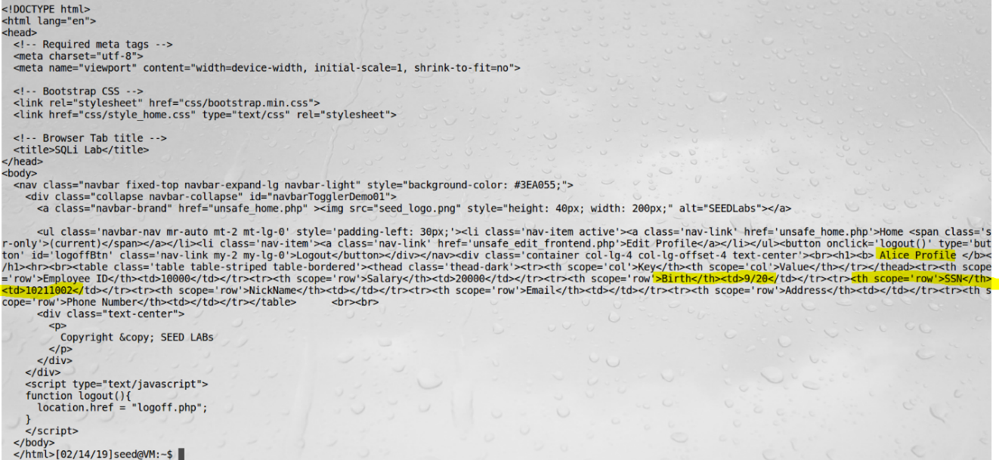 <!DOCTYPE html>
<html lang="en">
<head>
  <!-- Required meta tags -->
  <meta charset="utf-8">
  <meta name="viewport" content="width=device-width, initial-scale=1, shrink-to-fit=no">

  <!-- Bootstrap CSS -->
  <link rel="stylesheet" href="css/bootstrap.min.css">
  <link href="css/style_home.css" type="text/css" rel="stylesheet">

  <!-- Browser Tab title -->
  <title>SQLi Lab</title>
</head>
<body>
  <nav class="navbar fixed-top navbar-expand-lg navbar-light" style="background-color: #3EA055;">
    <div class="collapse navbar-collapse" id="navbarTogglerDemo01">
      <a class="navbar-brand" href="unsafe_home.php" ><img src="seed_logo.png" style="height: 40px; width: 200px;" alt="SEEDLabs"></a>

      <ul class='navbar-nav mr-auto mt-2 mt-lg-0' style='padding-left: 30px;'><li class='nav-item active'><a class='nav-link' href='unsafe_home.php'>Home <span class='s
r-only'>(current)</span></a></li><li class='nav-item'><a class='nav-link' href='unsafe_edit_frontend.php'>Edit Profile</a></li></ul><button onclick='logout()' type='but
ton' id='logoffBtn' class='nav-link my-2 my-lg-0'>Logout</button></div></nav><div class='container col-lg-4 col-lg-offset-4 text-center'><br><h1><b> Alice Profile </b><
/h1><hr><br><table class='table table-striped table-bordered'><thead class='thead-dark'><tr><th scope='col'>Key</th><th scope='col'>Value</th></tr></thead><tr><th scope
='row'>Employee ID</th><td>10000</td></tr><tr><th scope='row'>Salary</th><td>20000</td></tr><tr><th scope='row'>Birth</th><td>9/20</td></tr><tr><th scope='row'>SSN</th>
<td>10211002</td></tr><tr><th scope='row'>NickName</th><td></td></tr><tr><th scope='row'>Email</th><td></td></tr><tr><th scope='row'>Address</th><td></td></tr><tr><th s
cope='row'>Phone Number</th><td></td></tr></table>      <br><br>
      <div class="text-center">
        <p>
          Copyright &copy; SEED LABs
        </p>
      </div>
    </div>
    <script type="text/javascript">
    function logout(){
      location.href = "logoff.php";
    }
    </script>
  </body>
  </html>[02/14/19]seed@VM:~$